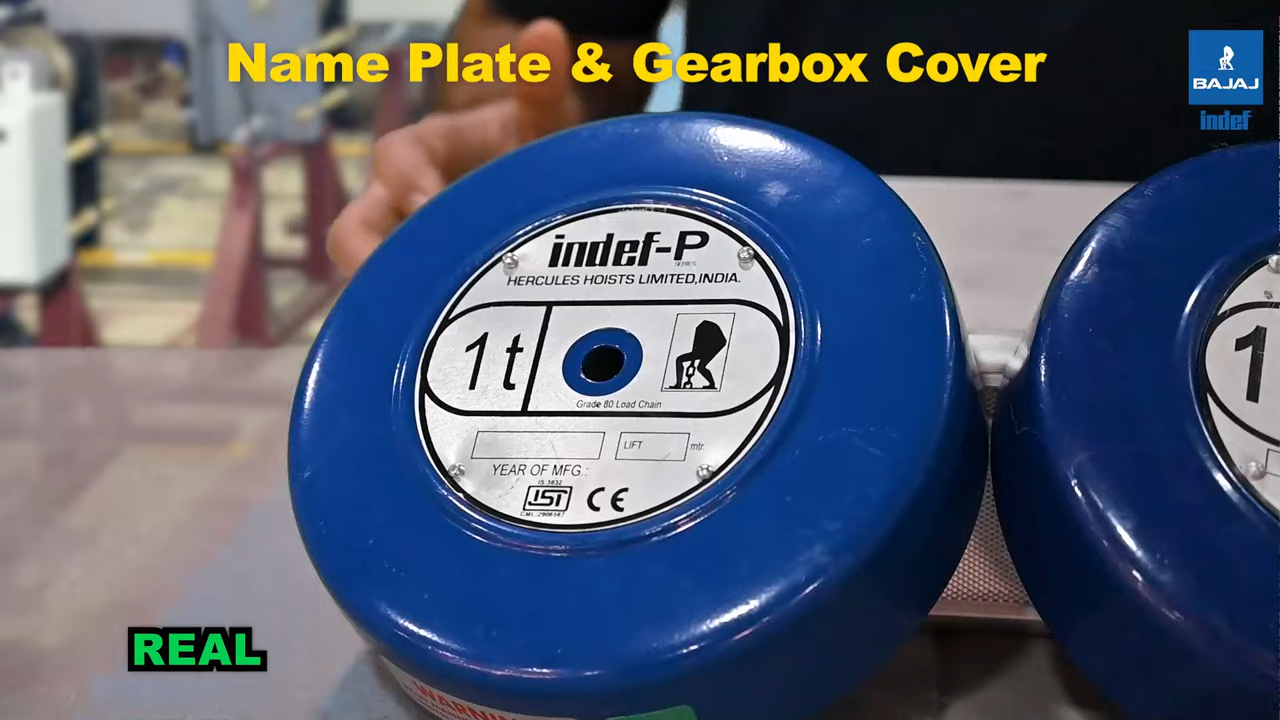 Name Plate & Gearbox Cover
BAJAJ
indef
indef-P
SERIES
HERCULES HOISTS LIMITED,INDIA.
1t
Grade 80 Load Chain
LIFT mtr.
YEAR OF MFG.:
IS.3832
ISI CE
1
REAL